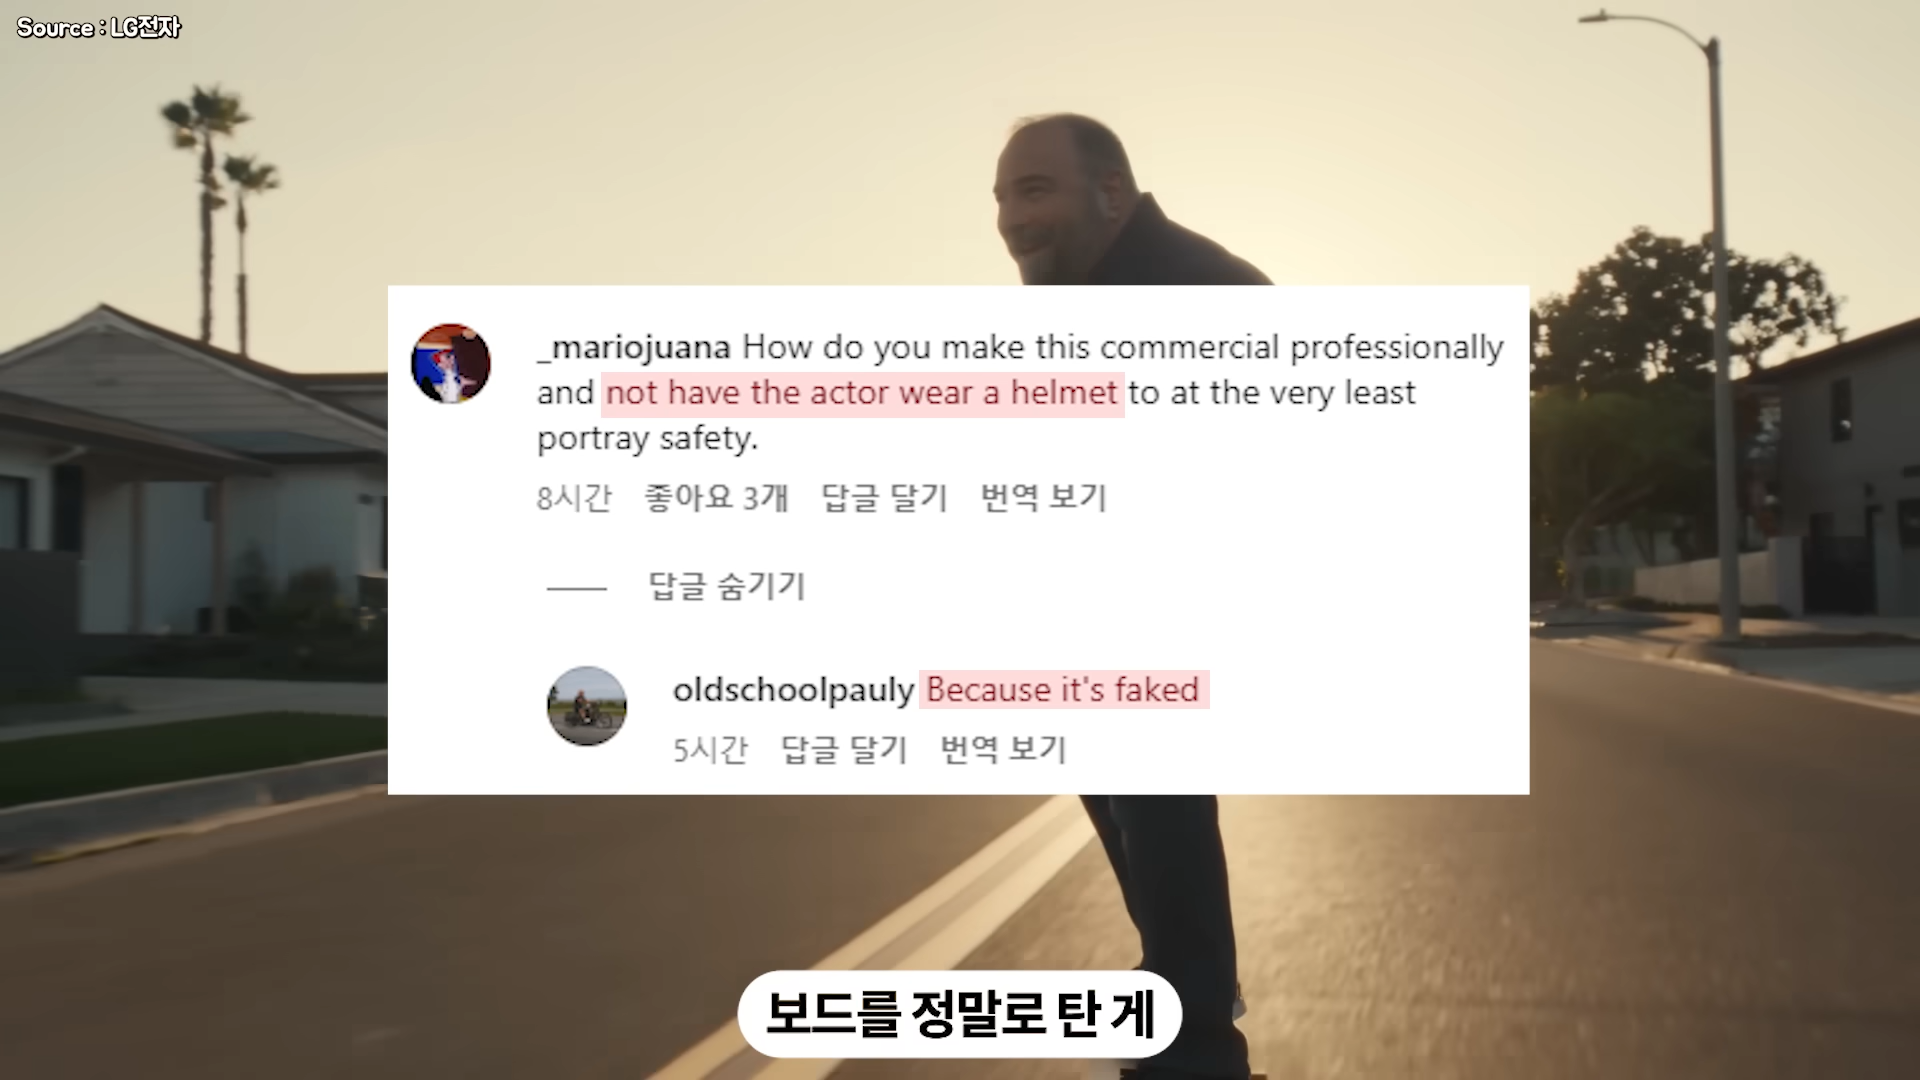 Source : LG전자
_mariojuana How do you make this commercial professionally
and not have the actor wear a helmet to at the very least
portray safety.
8시간 좋아요 3개 답글 달기 번역 보기
답글 숨기기
oldschoolpauly Because it's faked
5시간 답글 달기 번역 보기
보드를 정말로 탄 게